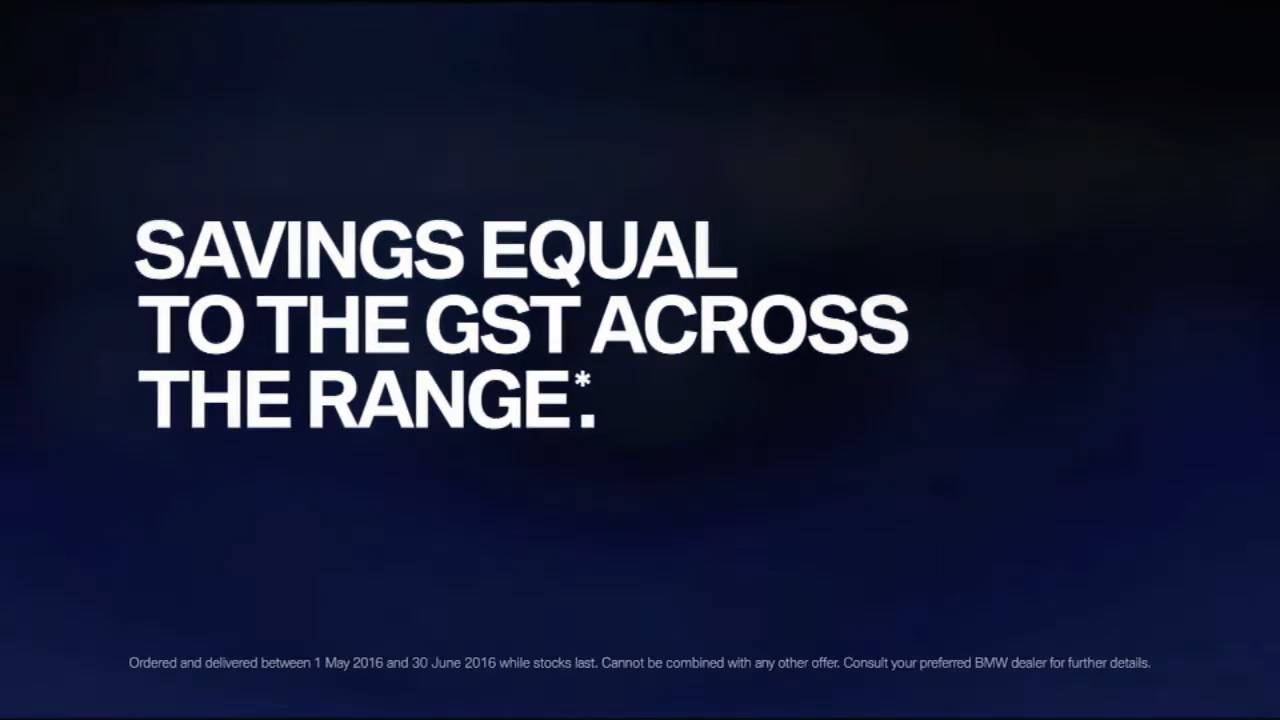 SAVINGS EQUAL
TO THE GST ACROSS
THE RANGE*.
Ordered and delivered between 1 May 2016 and 30 June 2016 while stocks last. Cannot be combined with any other offer. Consult your preferred BMW dealer for further details.